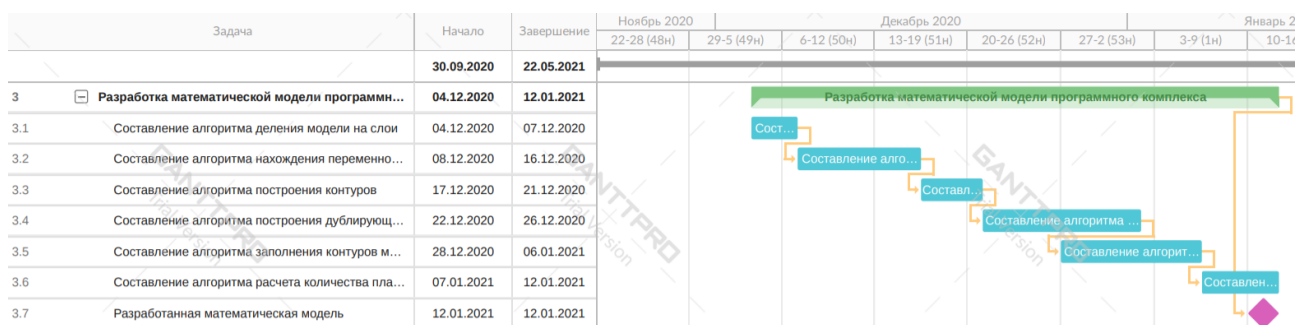 Задача Начало Завершение Ноябрь 2020 Декабрь 2020 Январь 2
22-28 (48н) 29-5 (49н) 6-12 (50н) 13-19 (51н) 20-26 (52н) 27-2 (53н) 3-9 (1н) 10-16
30.09.2020 22.05.2021
3 Разработка математической модели программн... 04.12.2020 12.01.2021 Разработка математической модели программного комплекса
3.1 Составление алгоритма деления модели на слои 04.12.2020 07.12.2020 Сост...
3.2 Составление алгоритма нахождения переменно... 08.12.2020 16.12.2020 Составление алго...
3.3 Составление алгоритма построения контуров 17.12.2020 21.12.2020 Составл...
3.4 Составление алгоритма построения дублирующ... 22.12.2020 26.12.2020 Составление алгоритма ...
3.5 Составление алгоритма заполнения контуров м... 28.12.2020 06.01.2021 Составление алгорит...
3.6 Составление алгоритма расчета количества пла... 07.01.2021 12.01.2021 Составлен...
3.7 Разработанная математическая модель 12.01.2021 12.01.2021
GANTTPRO
Trial Version
GANTTPRO
Version
GANTTPRO
Version